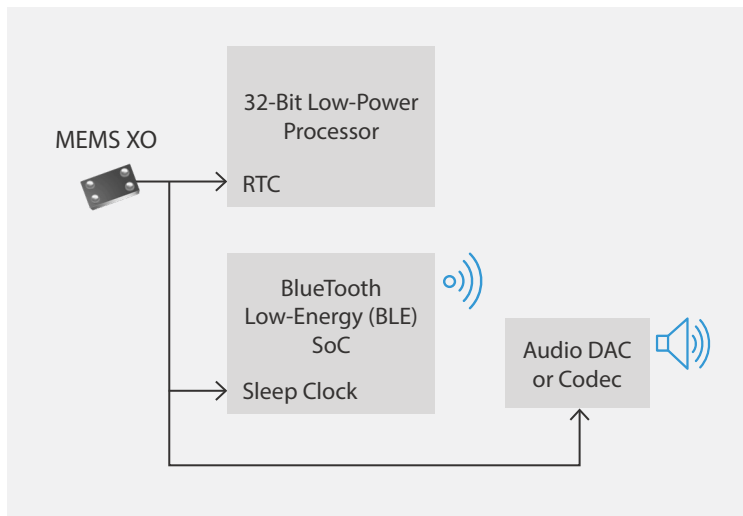 MEMS XO
32-Bit Low-Power
Processor
RTC
BlueTooth
Low-Energy (BLE)
SoC
Sleep Clock
Audio DAC
or Codec